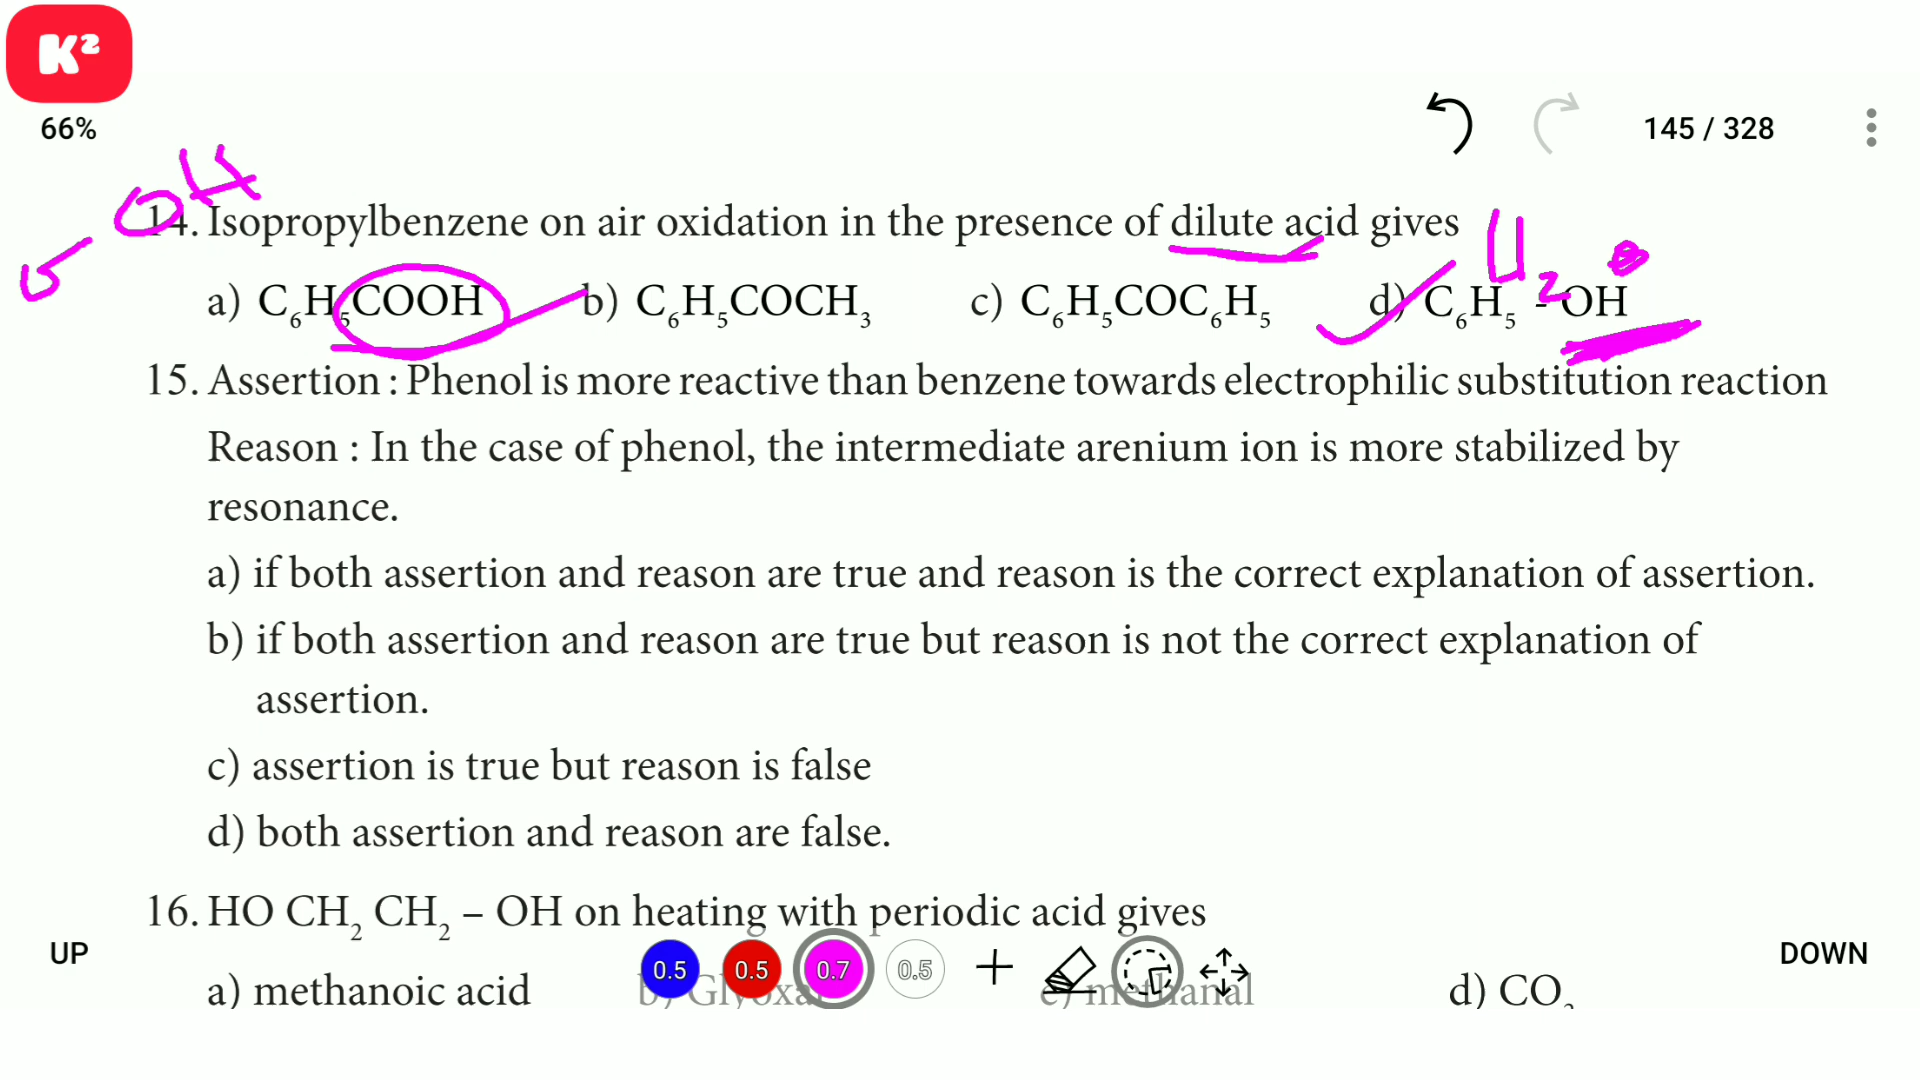 K²
66%
145 / 328
OH
14. Isopropylbenzene on air oxidation in the presence of dilute acid gives
a) C₆H₅COOH b) C₆H₅COCH₃ c) C₆H₅COC₆H₅ d) C₆H₅ - OH
15. Assertion : Phenol is more reactive than benzene towards electrophilic substitution reaction
Reason : In the case of phenol, the intermediate arenium ion is more stabilized by
resonance.
a) if both assertion and reason are true and reason is the correct explanation of assertion.
b) if both assertion and reason are true but reason is not the correct explanation of
assertion.
c) assertion is true but reason is false
d) both assertion and reason are false.
16. HO CH₂ CH₂ – OH on heating with periodic acid gives
UP
DOWN
0.5 0.5 0.7 0.5
a) methanoic acid b) Glyoxal c) methanal d) CO₂